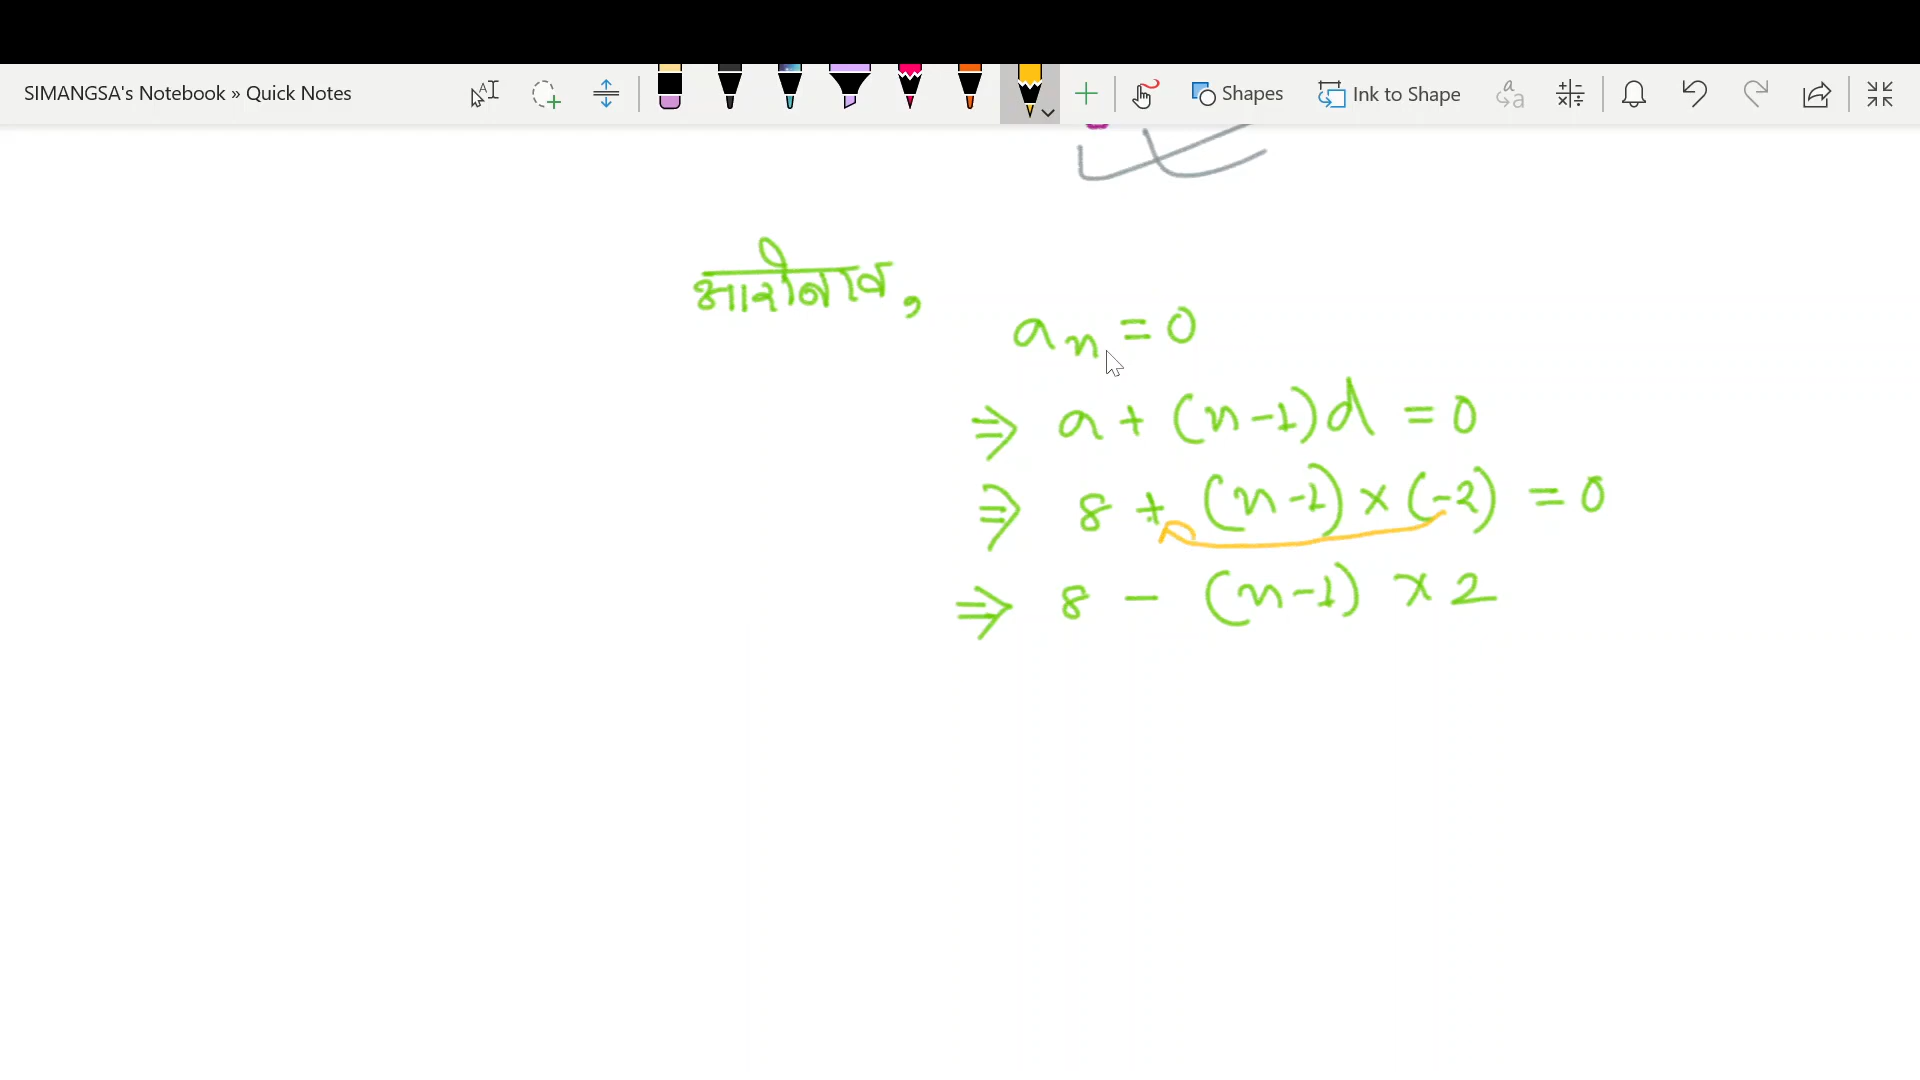 SIMANGSA's Notebook » Quick Notes
Shapes
Ink to Shape
आरोबाव,
aₙ = 0
⇒ a + (n-1)d = 0
⇒ 8 + (n-1) × (-2) = 0
⇒ 8 - (n-1) × 2